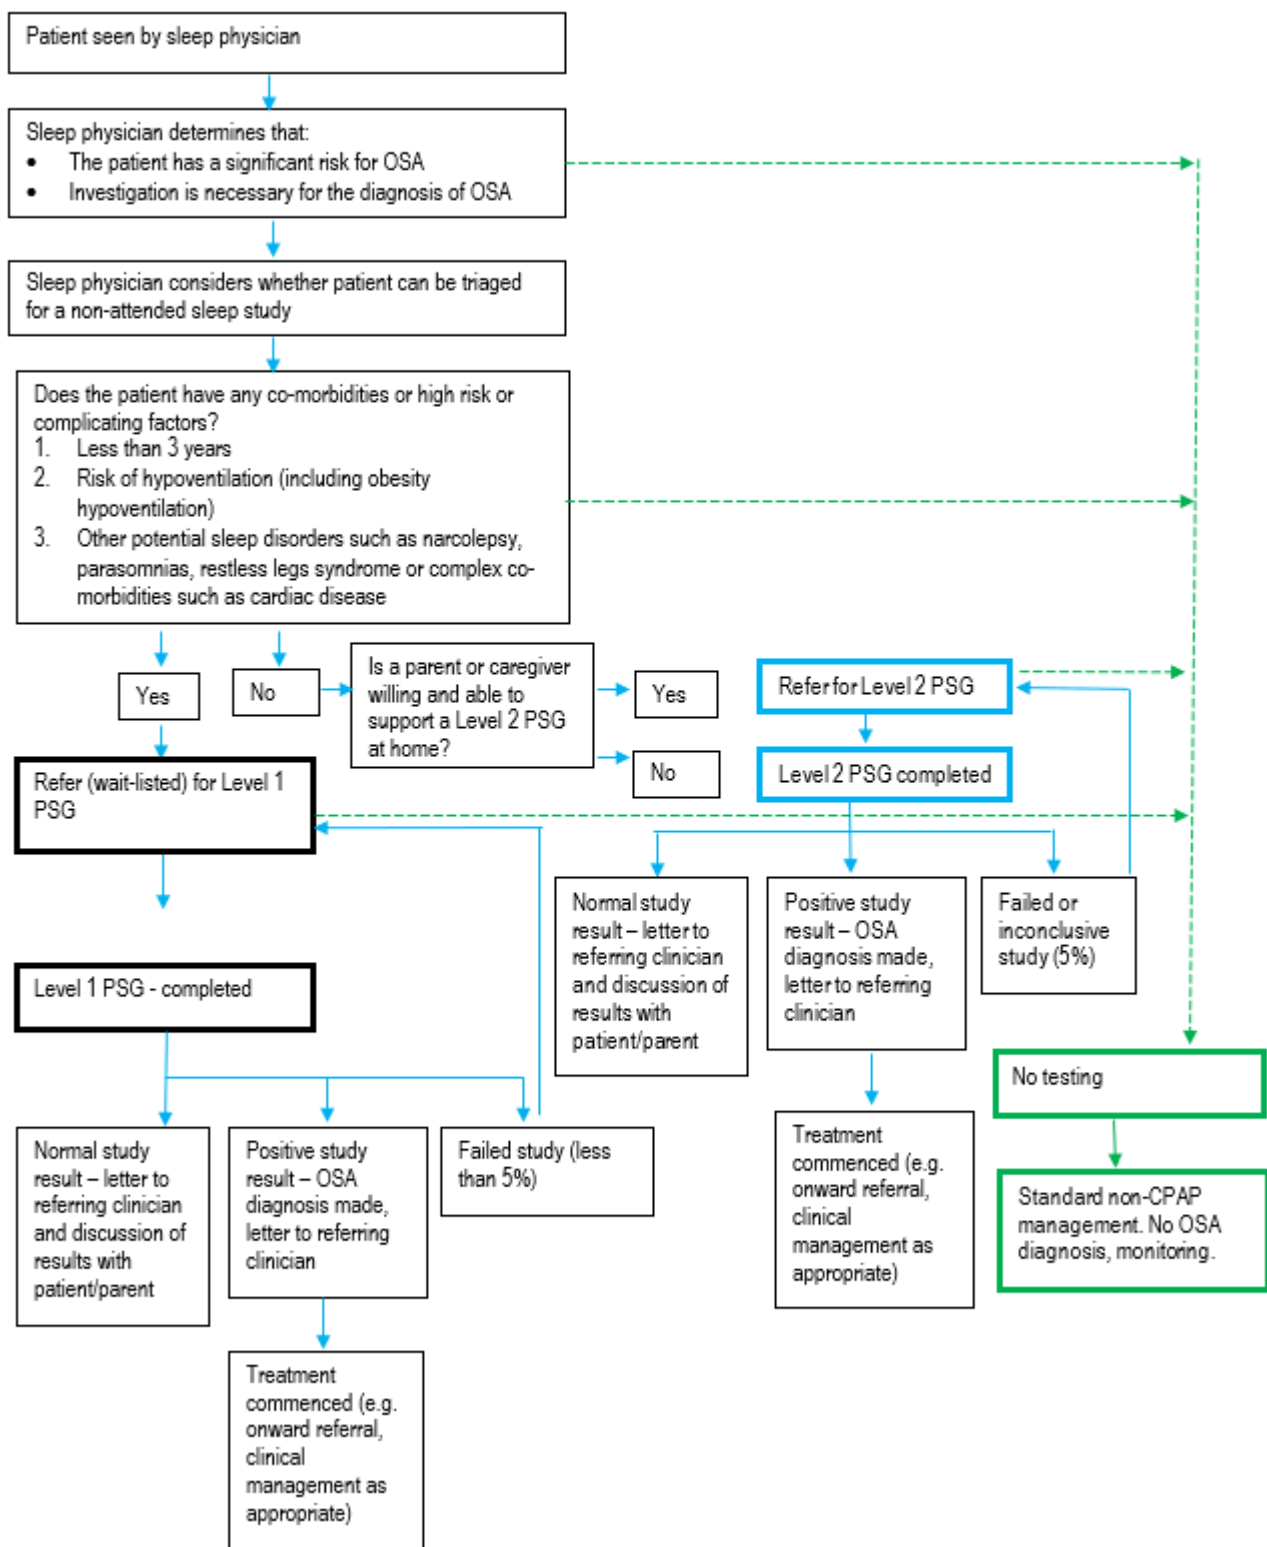 Patient seen by sleep physician
Sleep physician determines that:
• The patient has a significant risk for OSA
• Investigation is necessary for the diagnosis of OSA
Sleep physician considers whether patient can be triaged
for a non-attended sleep study
Does the patient have any co-morbidities or high risk or
complicating factors?
1. Less than 3 years
2. Risk of hypoventilation (including obesity
hypoventilation)
3. Other potential sleep disorders such as narcolepsy,
parasomnias, restless legs syndrome or complex co-
morbidities such as cardiac disease
Yes
No
Is a parent or caregiver
willing and able to
support a Level 2 PSG
at home?
Yes
No
Refer for Level 2 PSG
Level 2 PSG completed
Refer (wait-listed) for Level 1
PSG
Level 1 PSG - completed
Normal study
result – letter to
referring clinician
and discussion of
results with
patient/parent
Positive study
result – OSA
diagnosis made,
letter to referring
clinician
Failed or
inconclusive
study (5%)
No testing
Standard non-CPAP
management. No OSA
diagnosis, monitoring.
Treatment
commenced (e.g.
onward referral,
clinical
management as
appropriate)
Normal study
result – letter to
referring clinician
and discussion of
results with
patient/parent
Positive study
result – OSA
diagnosis made,
letter to referring
clinician
Failed study (less
than 5%)
Treatment
commenced (e.g.
onward referral,
clinical
management as
appropriate)